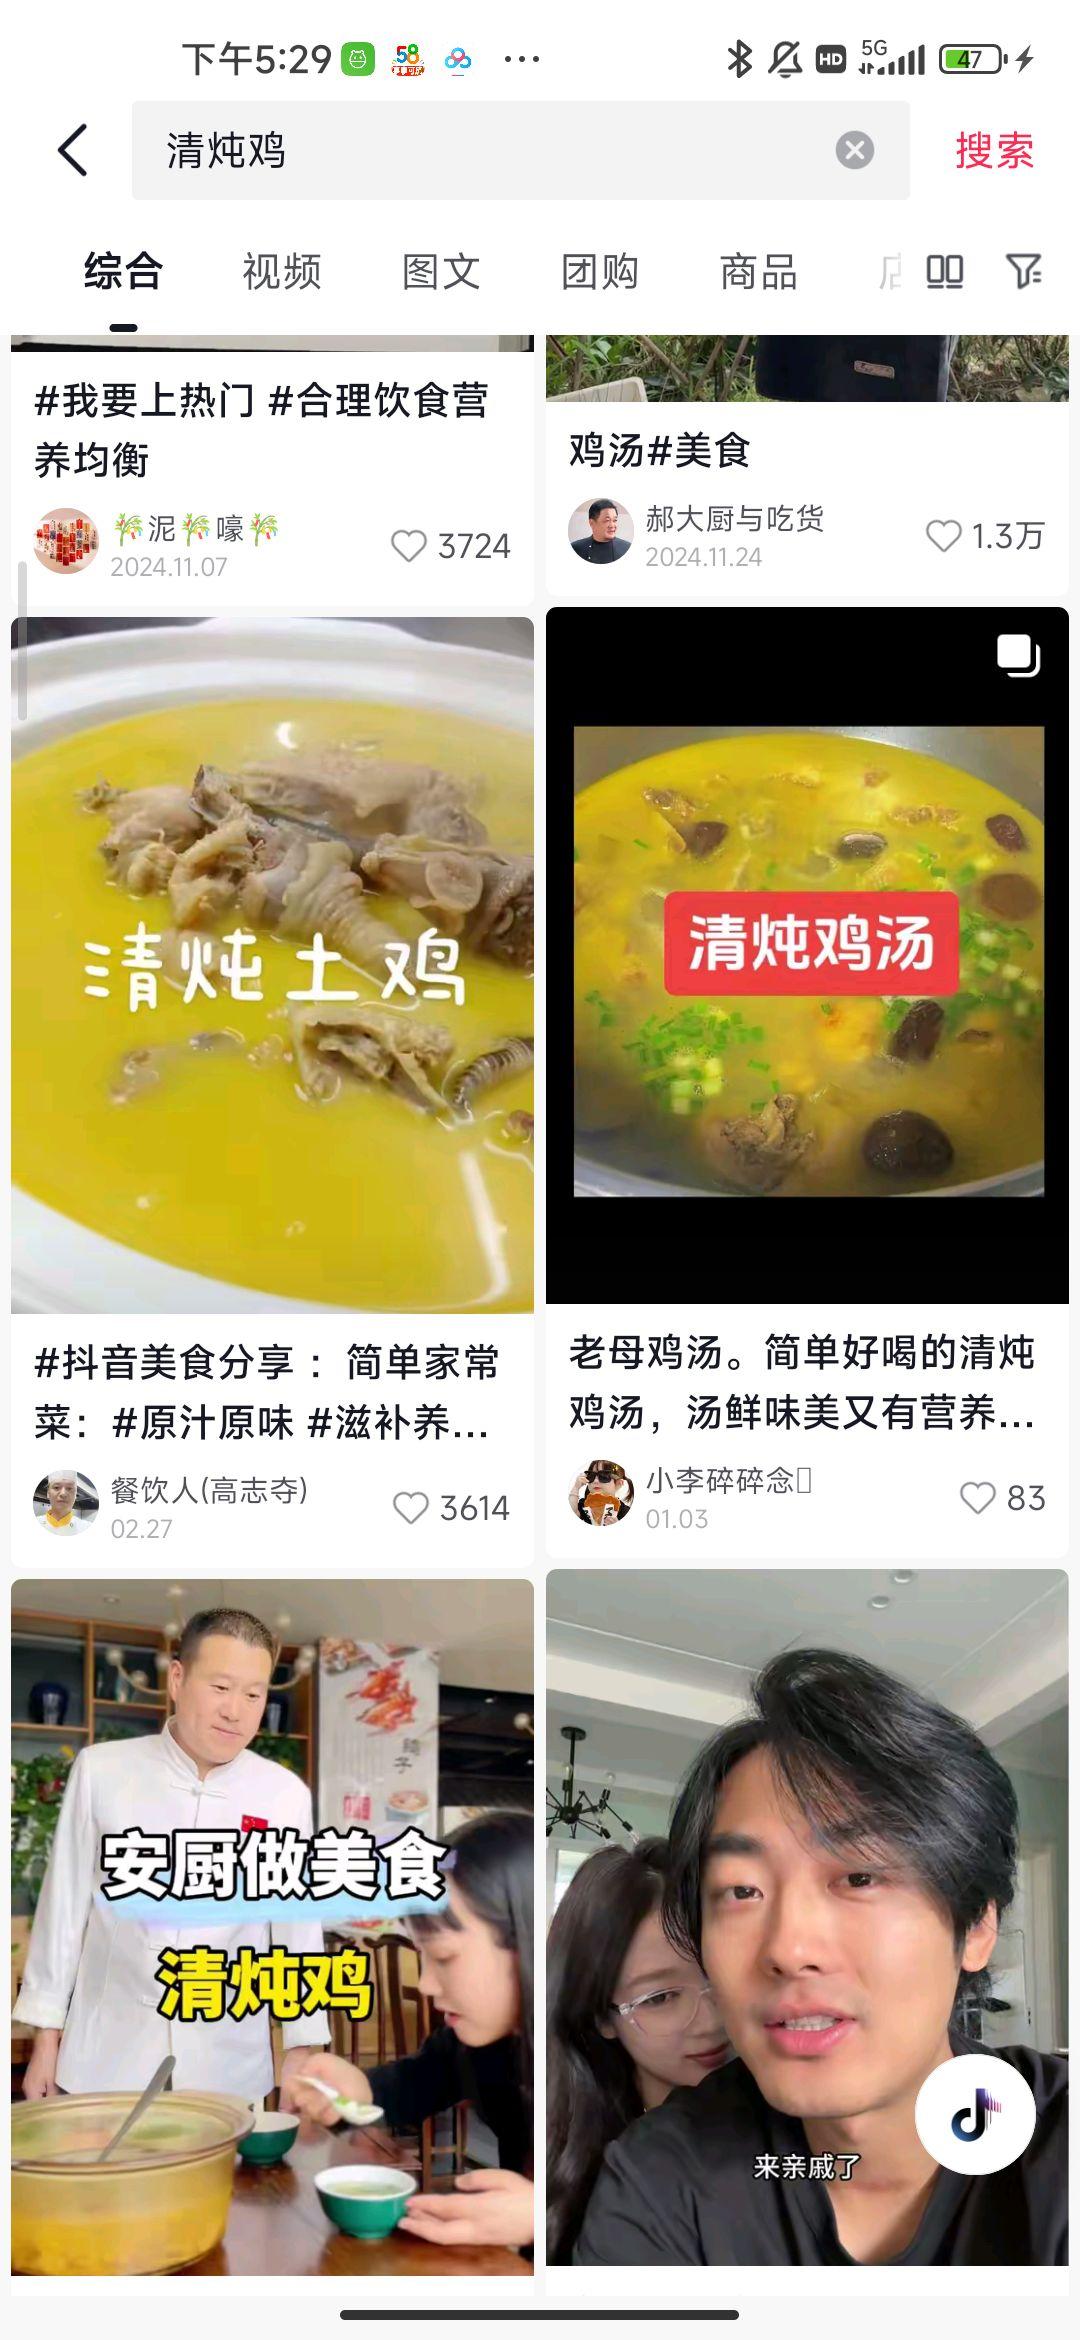 下午5:29
58
HD
5G
47
清炖鸡
搜索
综合
视频
图文
团购
商品
#我要上热门 #合理饮食营
养均衡
泥 嚎
2024.11.07
3724
鸡汤#美食
郝大厨与吃货
2024.11.24
1.3万
清炖土鸡
#抖音美食分享 ：简单家常
菜：#原汁原味 #滋补养...
餐饮人(高志夺)
02.27
3614
清炖鸡汤
老母鸡汤。简单好喝的清炖
鸡汤，汤鲜味美又有营养...
小李碎碎念
01.03
83
安厨做美食
清炖鸡
来亲戚了